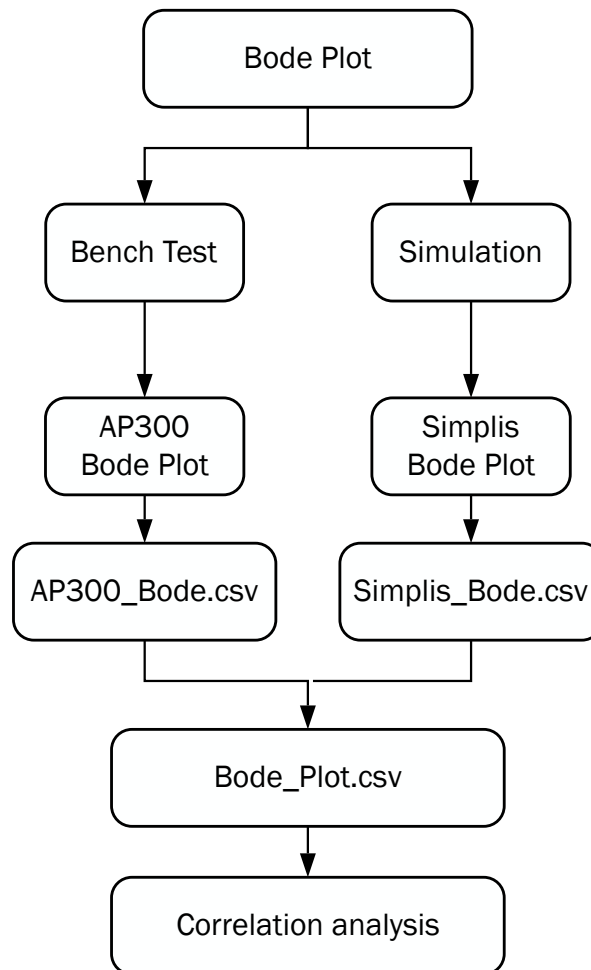 Bode Plot
Bench Test
Simulation
AP300
Bode Plot
Simplis
Bode Plot
AP300_Bode.csv
Simplis_Bode.csv
Bode_Plot.csv
Correlation analysis